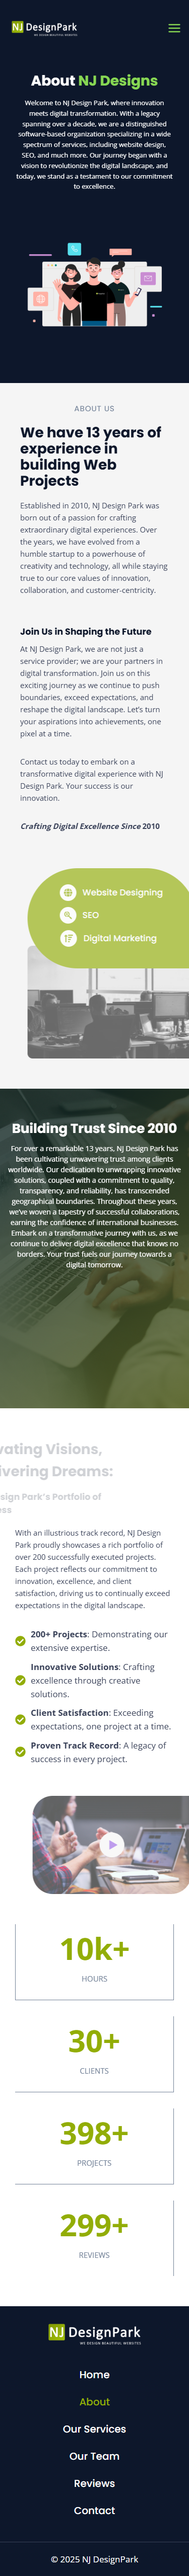 NJ DesignPark
WE DESIGN BEAUTIFUL WEBSITES
About NJ Designs
Welcome to NJ Design Park, where innovation
meets digital transformation. With a legacy
spanning over a decade, we are a distinguished
software-based organization specializing in a wide
spectrum of services, including website design,
SEO, and much more. Our journey began with a
vision to redefine the digital landscape, and
today, we stand as a testament to our commitment
to excellence.
ABOUT US
We have 13 years of
experience in
building Web
Projects
Established in 2010, NJ Design Park was
born out of a passion for crafting
extraordinary digital experiences. Over
the years, we have evolved from a
humble startup to a powerhouse of
creativity and technology, all while staying
true to our core values of innovation,
collaboration, and customer-centricity.
Join Us in Shaping the Future
At NJ Design Park, we are not just a
service provider; we are your partners in
digital transformation. Join us on this
exciting journey as we continue to push
boundaries, exceed expectations, and
reshape the digital landscape. Let's turn
your aspirations into achievements, one
pixel at a time.
Contact us today to embark on a
transformative digital experience with NJ
Design Park. Your success is our
innovation.
Crafting Digital Excellence Since 2010
Website Designing
SEO
Digital Marketing
Building Trust Since 2010
For over a remarkable 13 years, NJ Design Park has
been cultivating unwavering trust among clients
worldwide. Our dedication to unwrapping innovative
solutions, coupled with a commitment to quality,
transparency, and reliability, has transcended
geographical boundaries. Throughout these years,
we've woven a tapestry of successful collaborations,
earning the confidence of international businesses.
Embark on a transformative journey with us, as we
continue to deliver digital excellence that knows no
borders. Your trust fuels our journey towards a
digital tomorrow.
vating Visions,
ivering Dreams:
sign Park's Portfolio of
ess
With an illustrious track record, NJ Design
Park proudly showcases a rich portfolio of
over 200 successfully executed projects.
Each project reflects our commitment to
innovation, excellence, and client
satisfaction, driving us to continually exceed
expectations in the digital landscape.
200+ Projects: Demonstrating our
extensive expertise.
Innovative Solutions: Crafting
excellence through creative
solutions.
Client Satisfaction: Exceeding
expectations, one project at a time.
Proven Track Record: A legacy of
success in every project.
10k+
HOURS
30+
CLIENTS
398+
PROJECTS
299+
REVIEWS
NJ DesignPark
WE DESIGN BEAUTIFUL WEBSITES
Home
About
Our Services
Our Team
Reviews
Contact
© 2025 NJ DesignPark